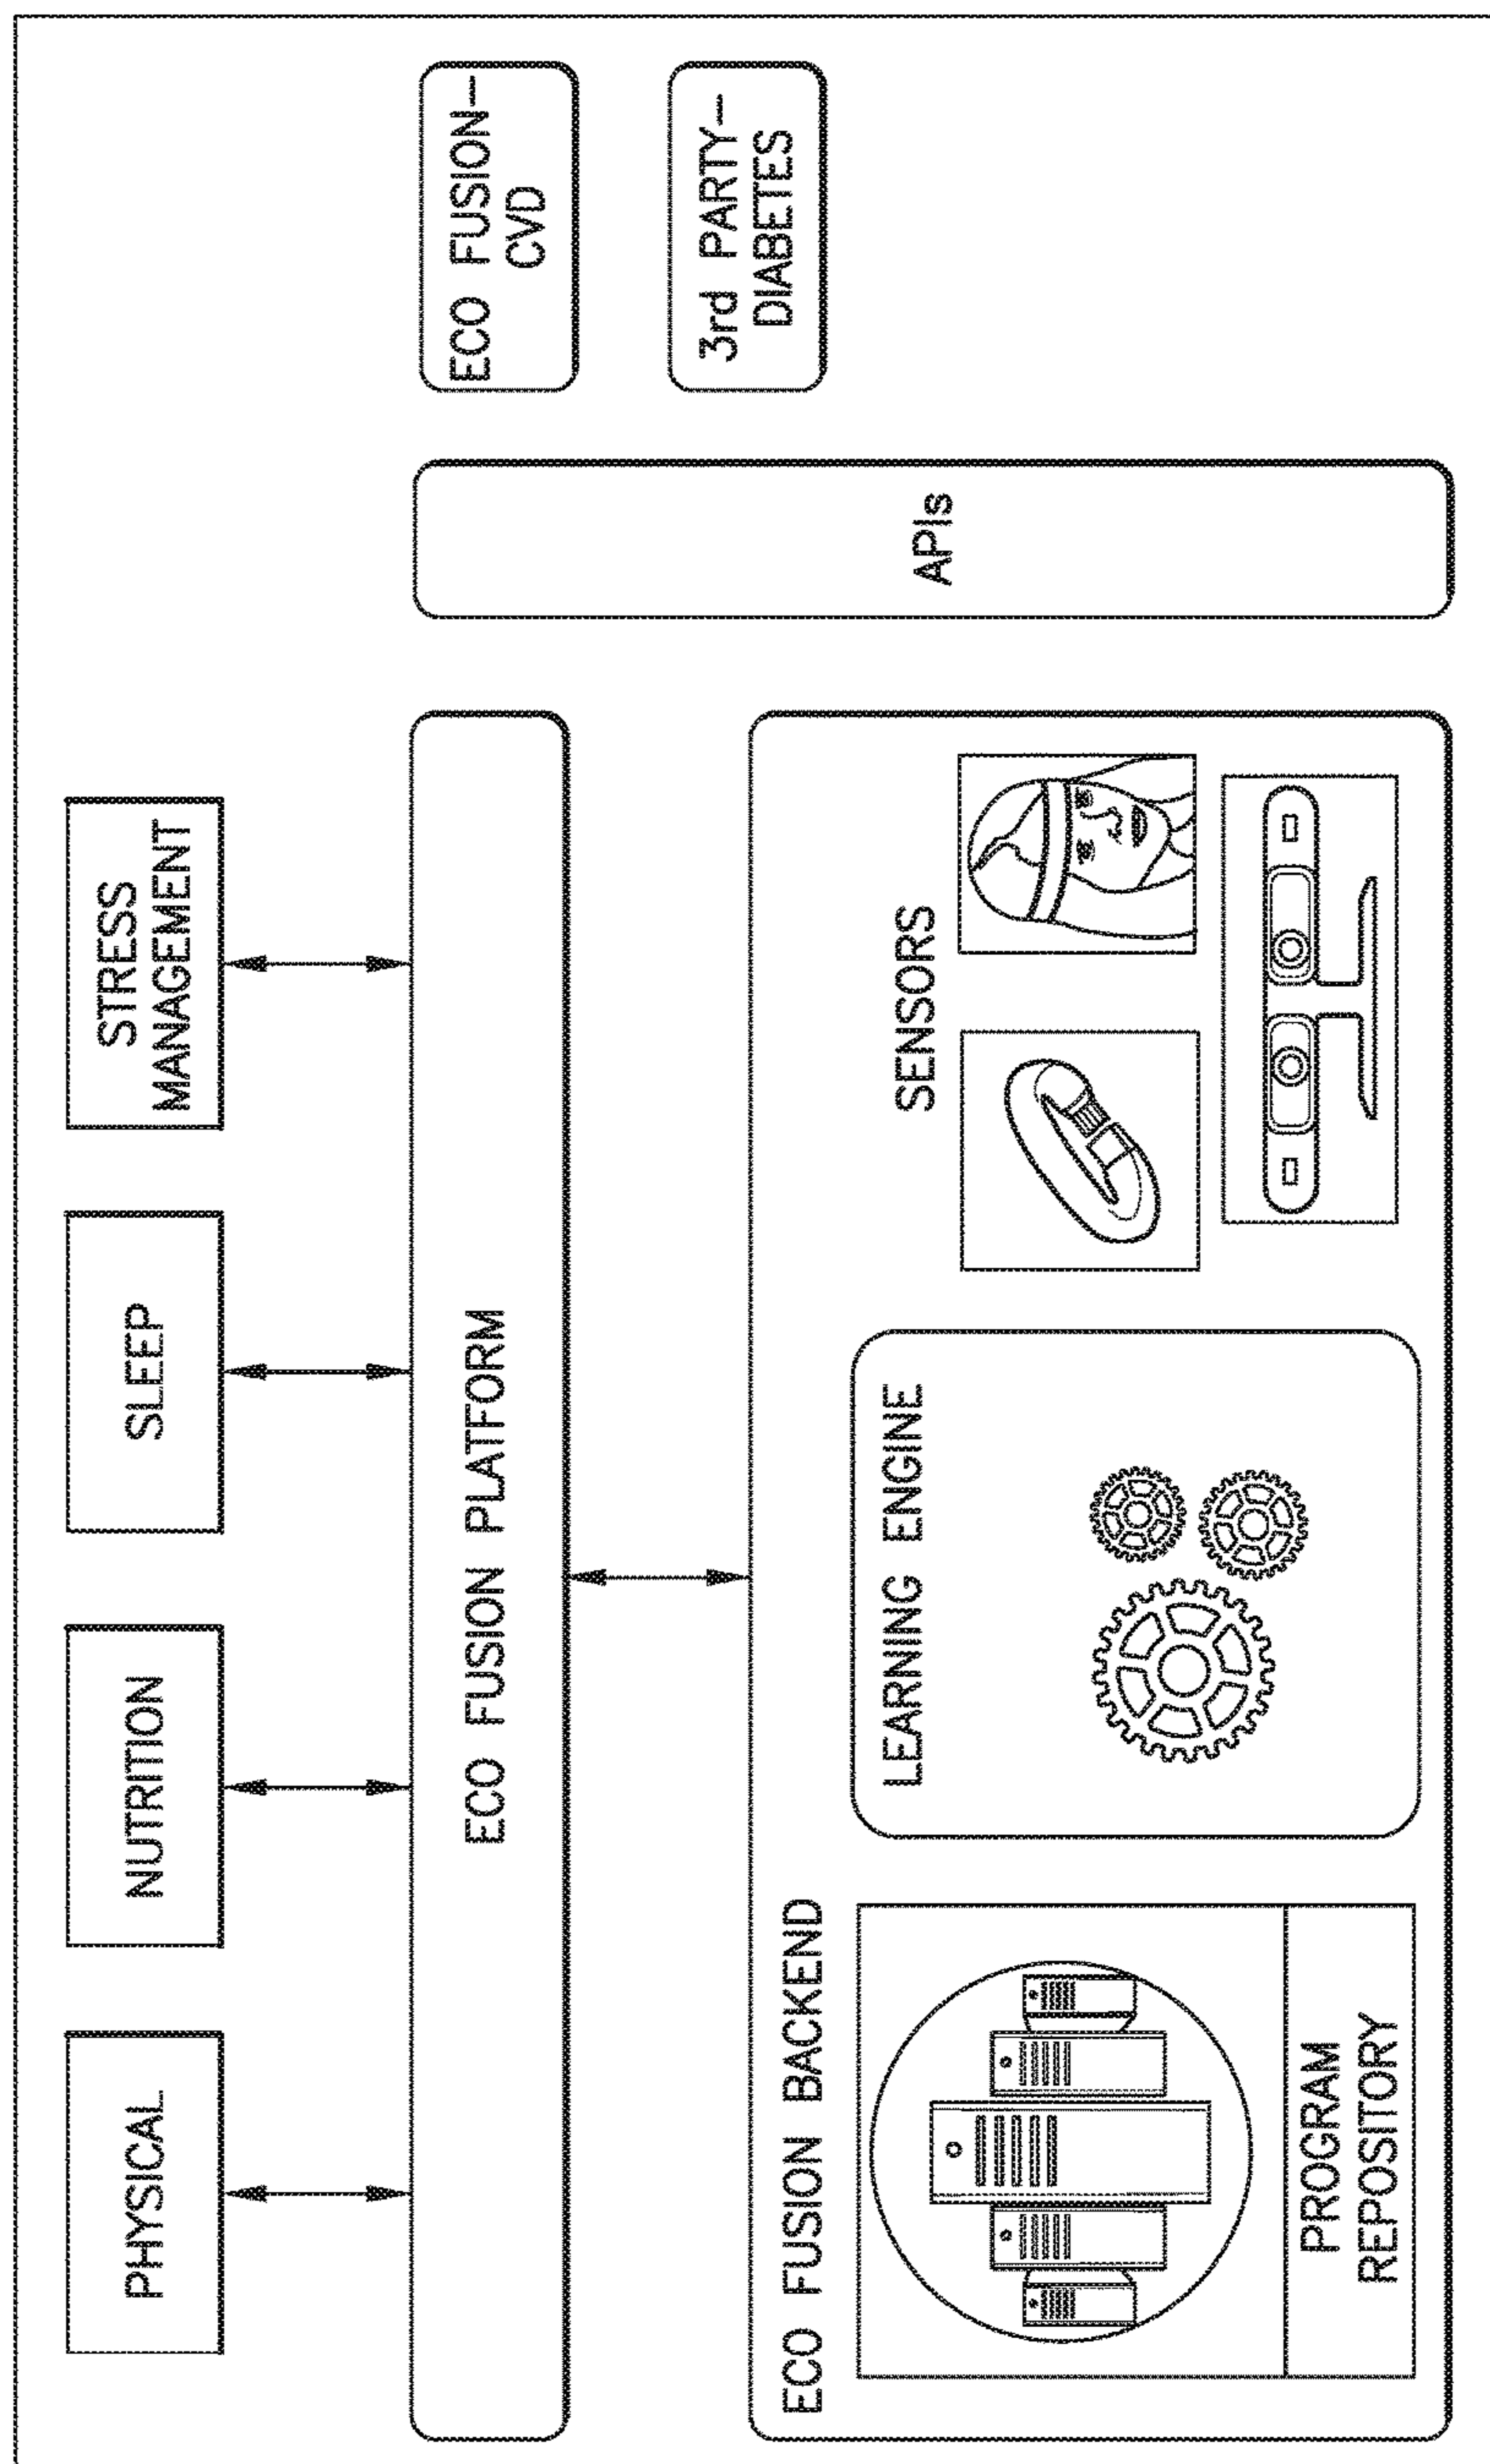 PHYSICAL
NUTRITION
SLEEP
STRESS
MANAGEMENT
ECO FUSION PLATFORM
ECO FUSION–
CVD
3rd PARTY–
DIABETES
APIs
ECO FUSION BACKEND
PROGRAM
REPOSITORY
LEARNING ENGINE
SENSORS